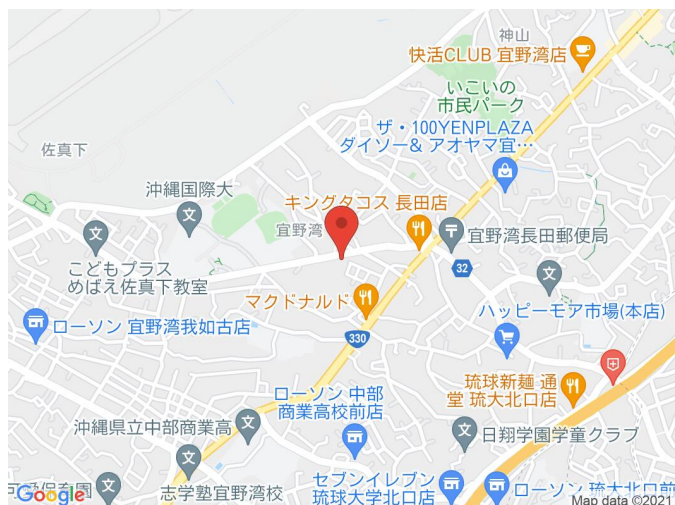 神山
快活CLUB 宜野湾店
いこいの
市民パーク
ザ・100YENPLAZA
ダイソー& アオヤマ宜…
佐真下
沖縄国際大
キングタコス 長田店
宜野湾
宜野湾長田郵便局
こどもプラス
めばえ佐真下教室
32
マクドナルド
ハッピーモア市場(本店)
ローソン 宜野湾我如古店
330
琉球新麺 通
堂 琉大北口店
ローソン 中部
商業高校前店
沖縄県立中部商業高
日翔学園学童クラブ
志学塾宜野湾校
セブンイレブン
琉球大学北口店
ローソン 琉大北口前
Google
Map data ©2021